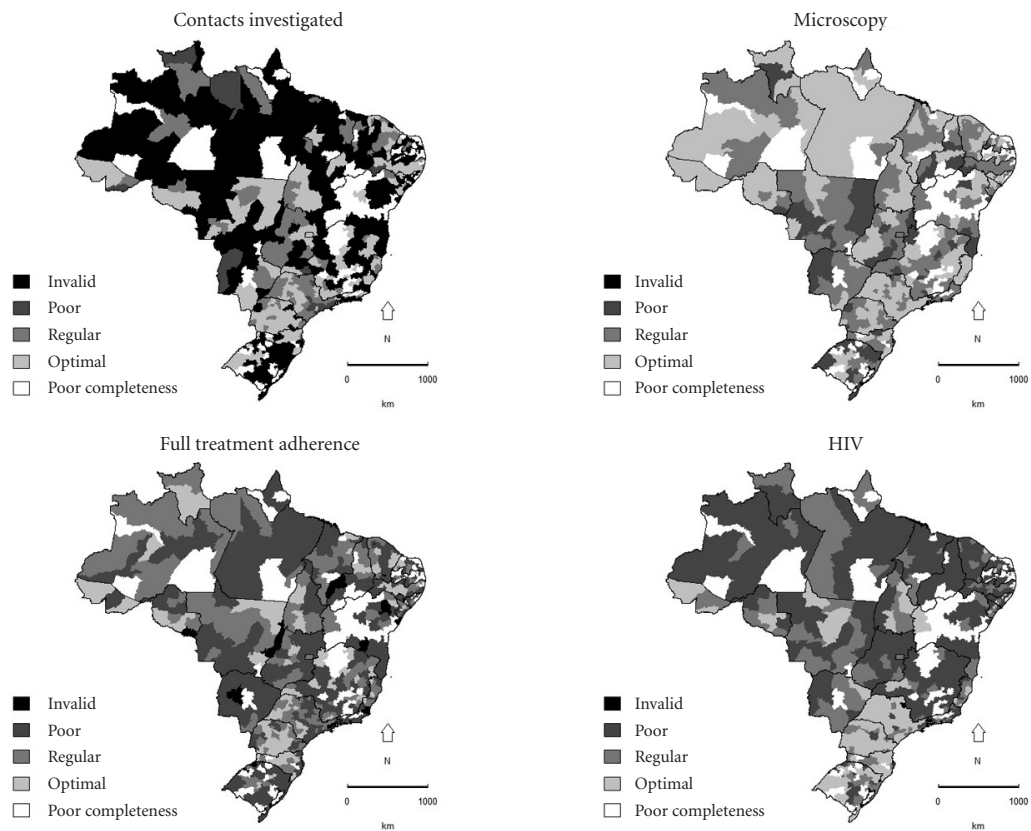 Contacts investigated
Invalid
Poor
Regular
Optimal
Poor completeness
N
0 1000
km
Microscopy
Invalid
Poor
Regular
Optimal
Poor completeness
N
0 1000
km
Full treatment adherence
Invalid
Poor
Regular
Optimal
Poor completeness
N
0 1000
km
HIV
Invalid
Poor
Regular
Optimal
Poor completeness
N
0 1000
km